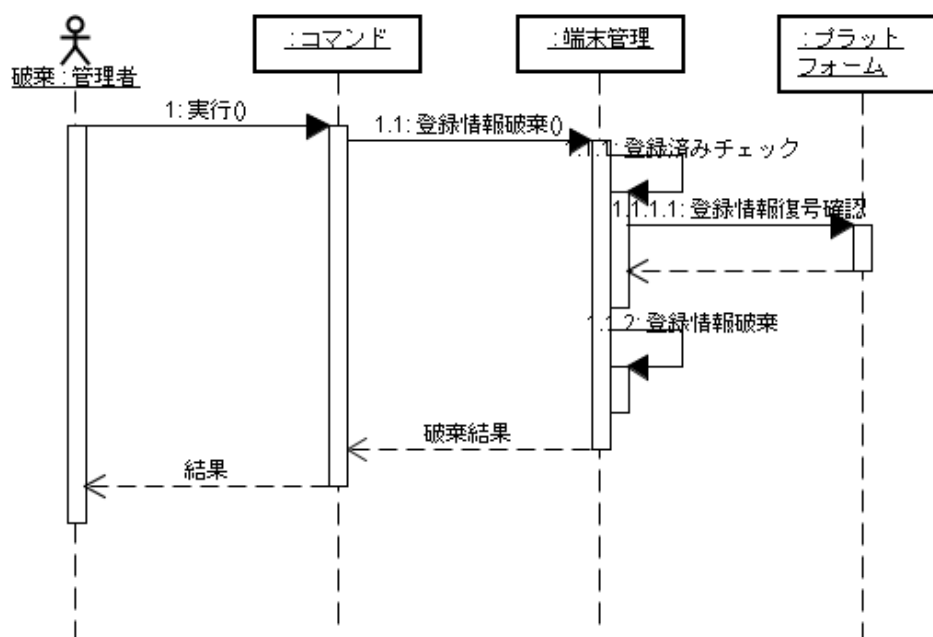 破棄 : 管理者
: コマンド
: 端末管理
: プラット
フォーム
1: 実行()
1.1: 登録情報破棄()
1.1.1: 登録済みチェック
1.1.1.1: 登録情報復号確認
1.1.2: 登録情報破棄
破棄結果
結果